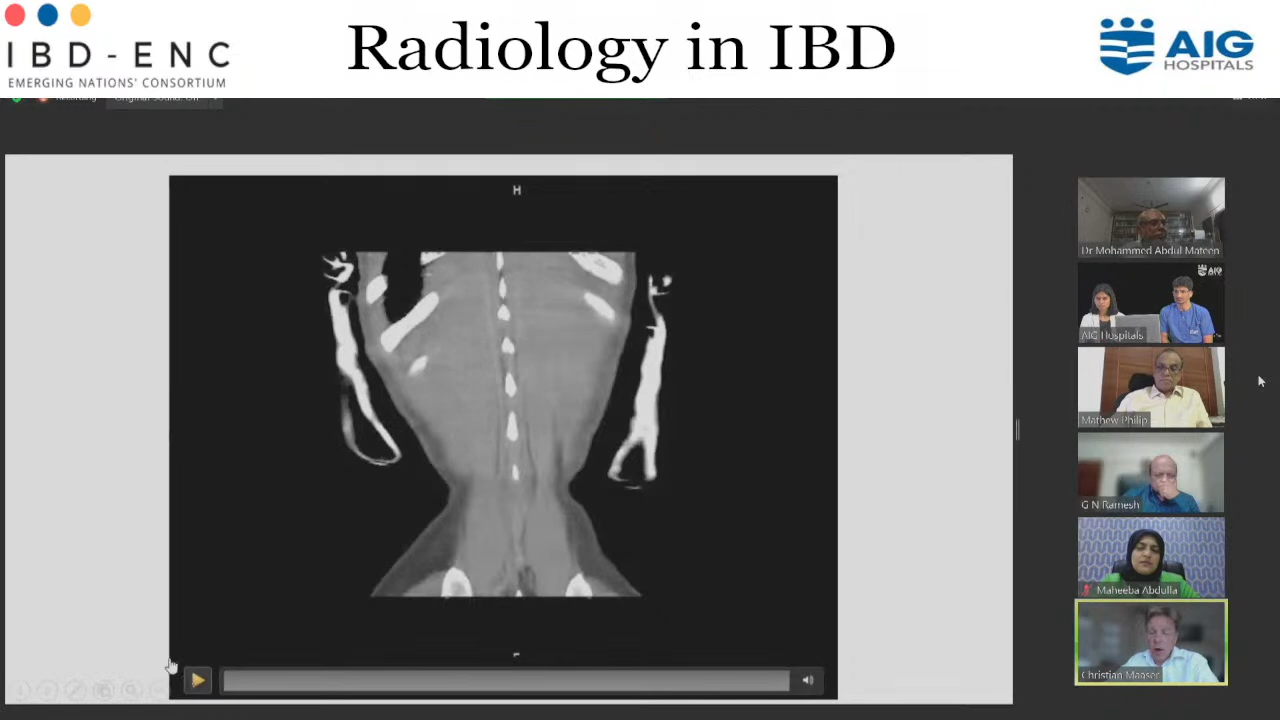 IBD-ENC
EMERGING NATIONS' CONSORTIUM
Radiology in IBD
AIG
HOSPITALS
H
Dr Mohammed Abdul Mateen
AIG
AIG Hospitals
Mathew Philip
G N Ramesh
Maheeba Abdulla
Christian Maaser